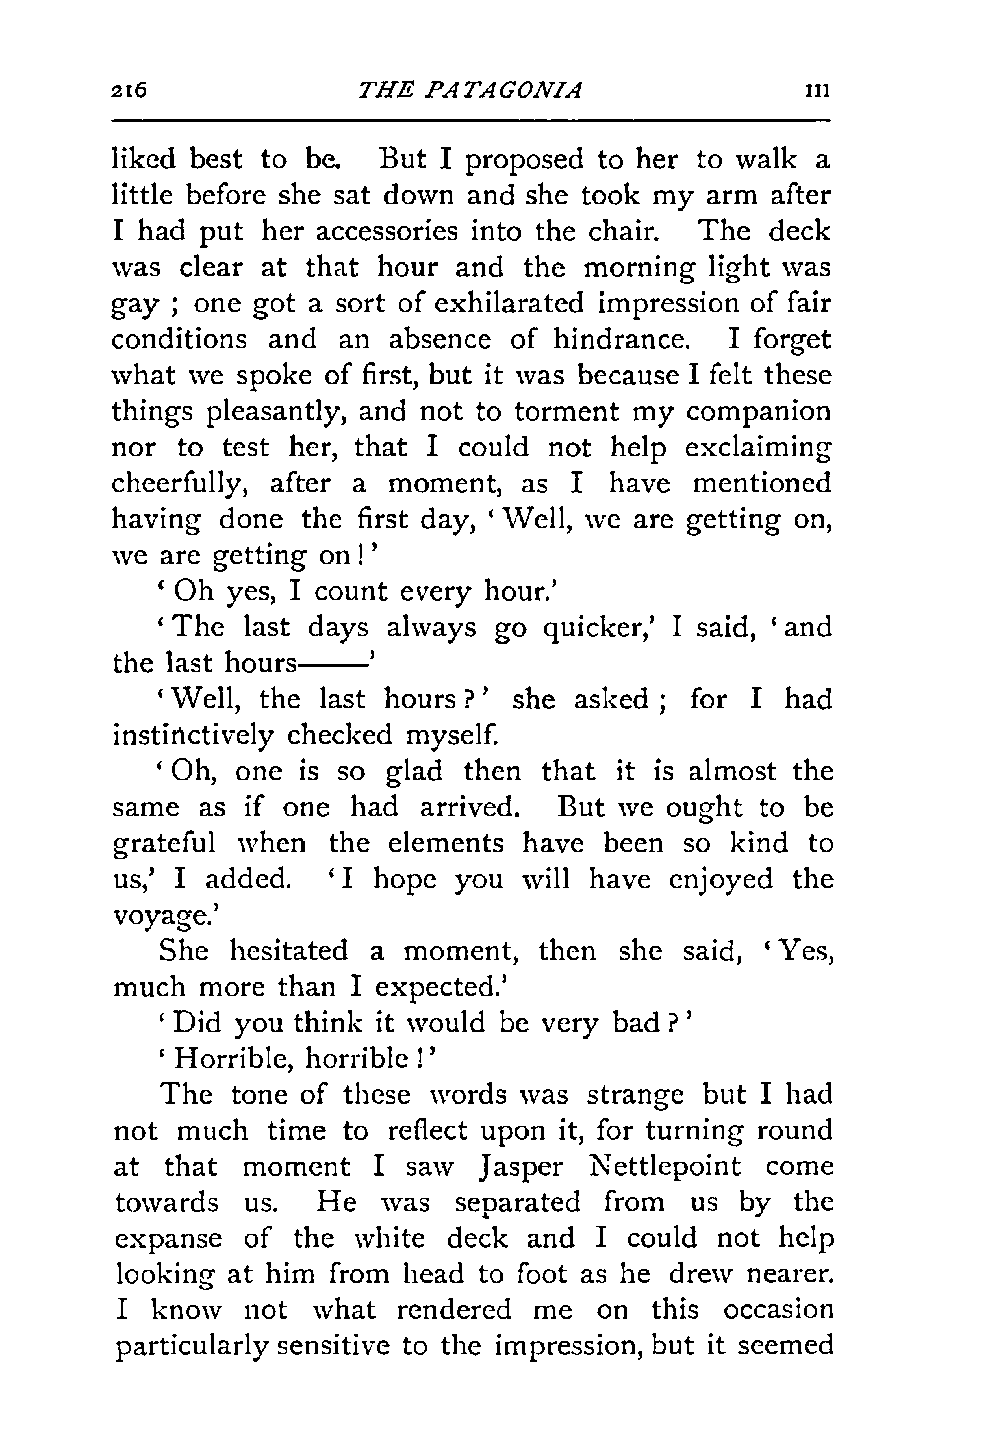 216 THE PATAGONIA III
liked best to be. But I proposed to her to walk a
little before she sat down and she took my arm after
I had put her accessories into the chair. The deck
was clear at that hour and the morning light was
gay ; one got a sort of exhilarated impression of fair
conditions and an absence of hindrance. I forget
what we spoke of first, but it was because I felt these
things pleasantly, and not to torment my companion
nor to test her, that I could not help exclaiming
cheerfully, after a moment, as I have mentioned
having done the first day, ‘ Well, we are getting on,
we are getting on ! ’
‘ Oh yes, I count every hour.’
‘ The last days always go quicker,’ I said, ‘ and
the last hours——’
‘ Well, the last hours ? ’ she asked ; for I had
instinctively checked myself.
‘ Oh, one is so glad then that it is almost the
same as if one had arrived. But we ought to be
grateful when the elements have been so kind to
us,’ I added. ‘ I hope you will have enjoyed the
voyage.’
She hesitated a moment, then she said, ‘ Yes,
much more than I expected.’
‘ Did you think it would be very bad ? ’
‘ Horrible, horrible ! ’
The tone of these words was strange but I had
not much time to reflect upon it, for turning round
at that moment I saw Jasper Nettlepoint come
towards us. He was separated from us by the
expanse of the white deck and I could not help
looking at him from head to foot as he drew nearer.
I know not what rendered me on this occasion
particularly sensitive to the impression, but it seemed